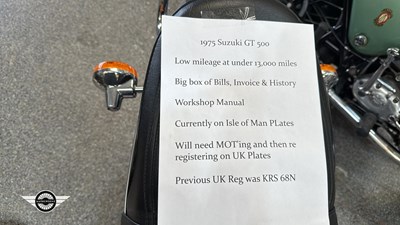 1975 Suzuki GT 500
Low mileage at under 13,000 miles
Big box of Bills, Invoice & History
Workshop Manual
Currently on Isle of Man PLates
Will need MOT'ing and then re
registering on UK Plates
Previous UK Reg was KRS 68N